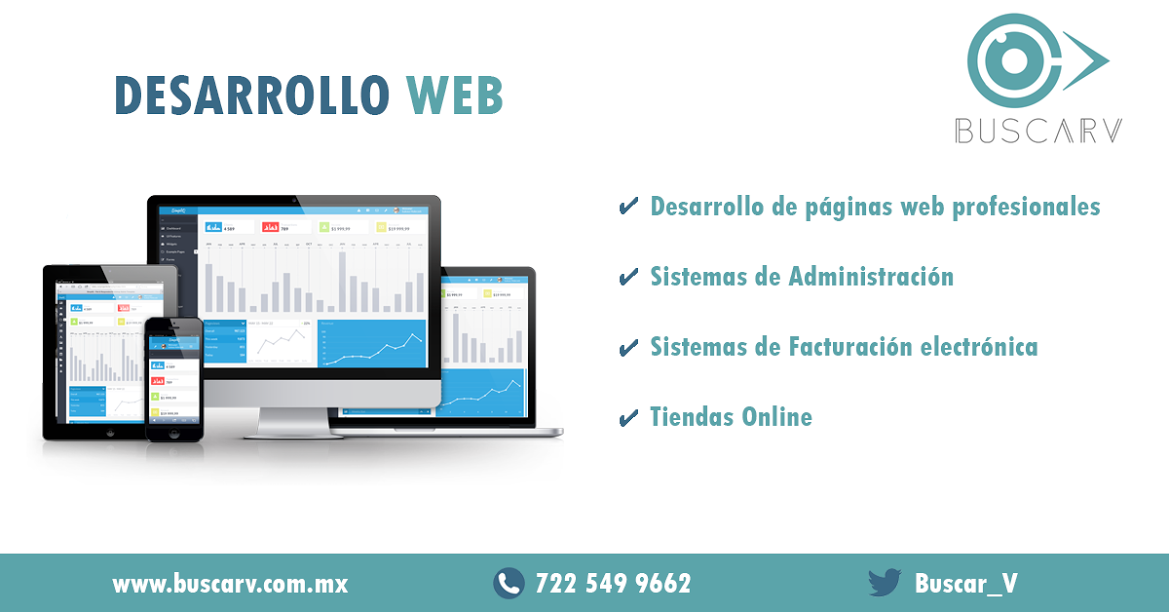 DESARROLLO WEB
BUSCARV
✔ Desarrollo de páginas web profesionales
✔ Sistemas de Administración
✔ Sistemas de Facturación electrónica
✔ Tiendas Online
www.buscarv.com.mx
722 549 9662
Buscar_V